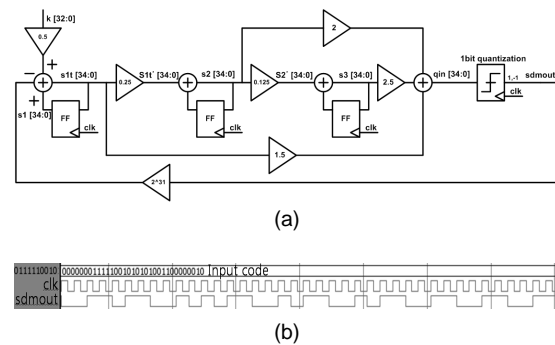 k [32:0]
0.5
+
−
s1t [34:0]
+
s1 [34:0]
FF
clk
0.25
S1t` [34:0]
s2 [34:0]
FF
clk
0.125
S2` [34:0]
s3 [34:0]
FF
clk
2
2.5
1.5
2^31
qin [34:0]
1bit quantization
1,-1
clk
sdmout
(a)
011110010
Input code
clk
sdmout
(b)